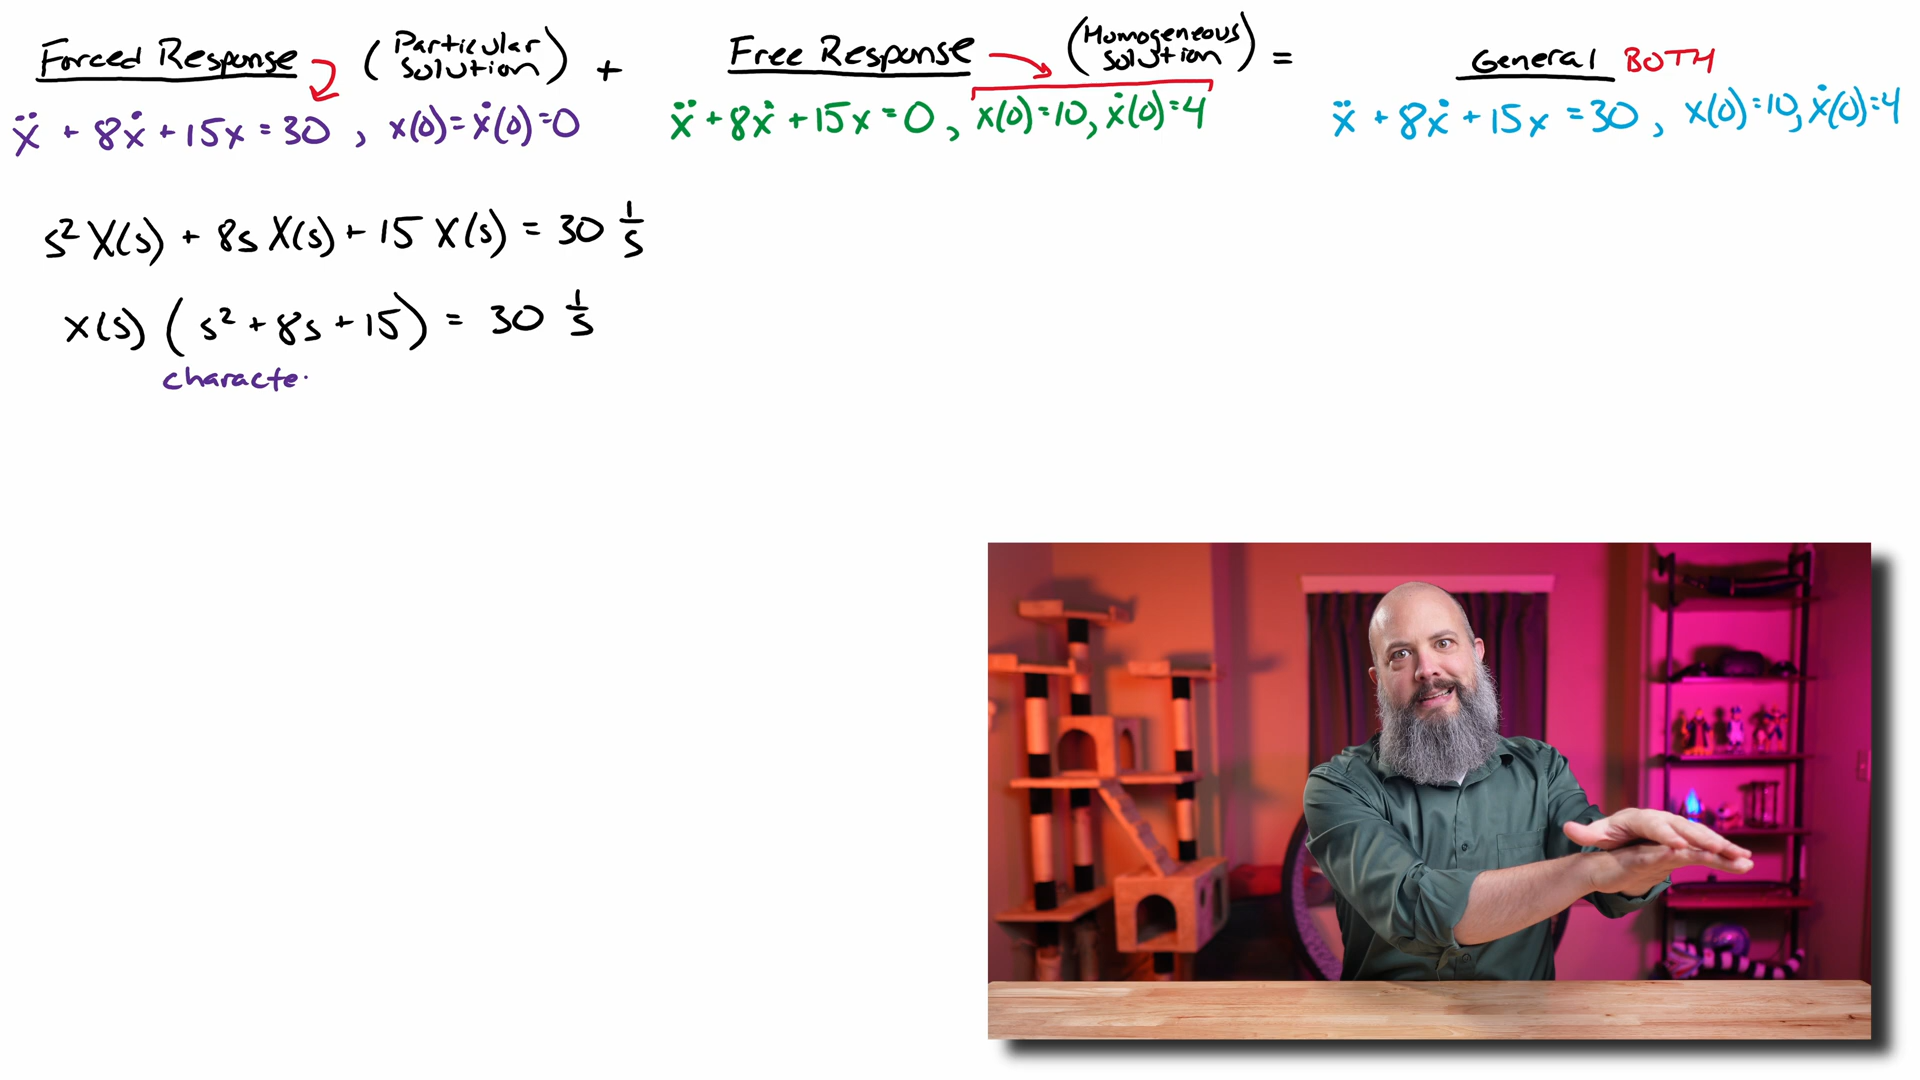 Forced Response (Particular Solution) + Free Response (Homogeneous Solution) = General BOTH
ẍ + 8ẋ + 15x = 30, x(0) = ẋ(0) = 0
ẍ + 8ẋ + 15x = 0, x(0) = 10, ẋ(0) = 4
ẍ + 8ẋ + 15x = 30, x(0) = 10, ẋ(0) = 4
s² X(s) + 8s X(s) + 15 X(s) = 30 1/s
x(s) (s² + 8s + 15) = 30 1/s
characte